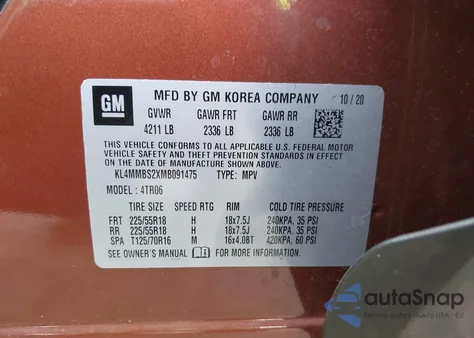 GM
MFD BY GM KOREA COMPANY 10/20
GVWR GAWR FRT GAWR RR
4211 LB 2336 LB 2336 LB
THIS VEHICLE CONFORMS TO ALL APPLICABLE U.S. FEDERAL
MOTOR VEHICLE SAFETY, BUMPER, AND THEFT PREVENTION
STANDARDS IN EFFECT ON THE DATE OF MANUFACTURE SHOWN ABOVE.
KL4MMBS2XMB091475 TYPE: MPV
MODEL: 4TR06
TIRE SIZE SPEED RTG RIM COLD TIRE PRESSURE
FRT 225/55R18 H 18x7.5J 240KPA, 35 PSI
RR 225/55R18 H 18x7.5J 240KPA, 35 PSI
SPA T125/70R16 M 16x4.0BT 420KPA, 60 PSI
SEE OWNER'S MANUAL FOR MORE INFORMATION.
autoSnap